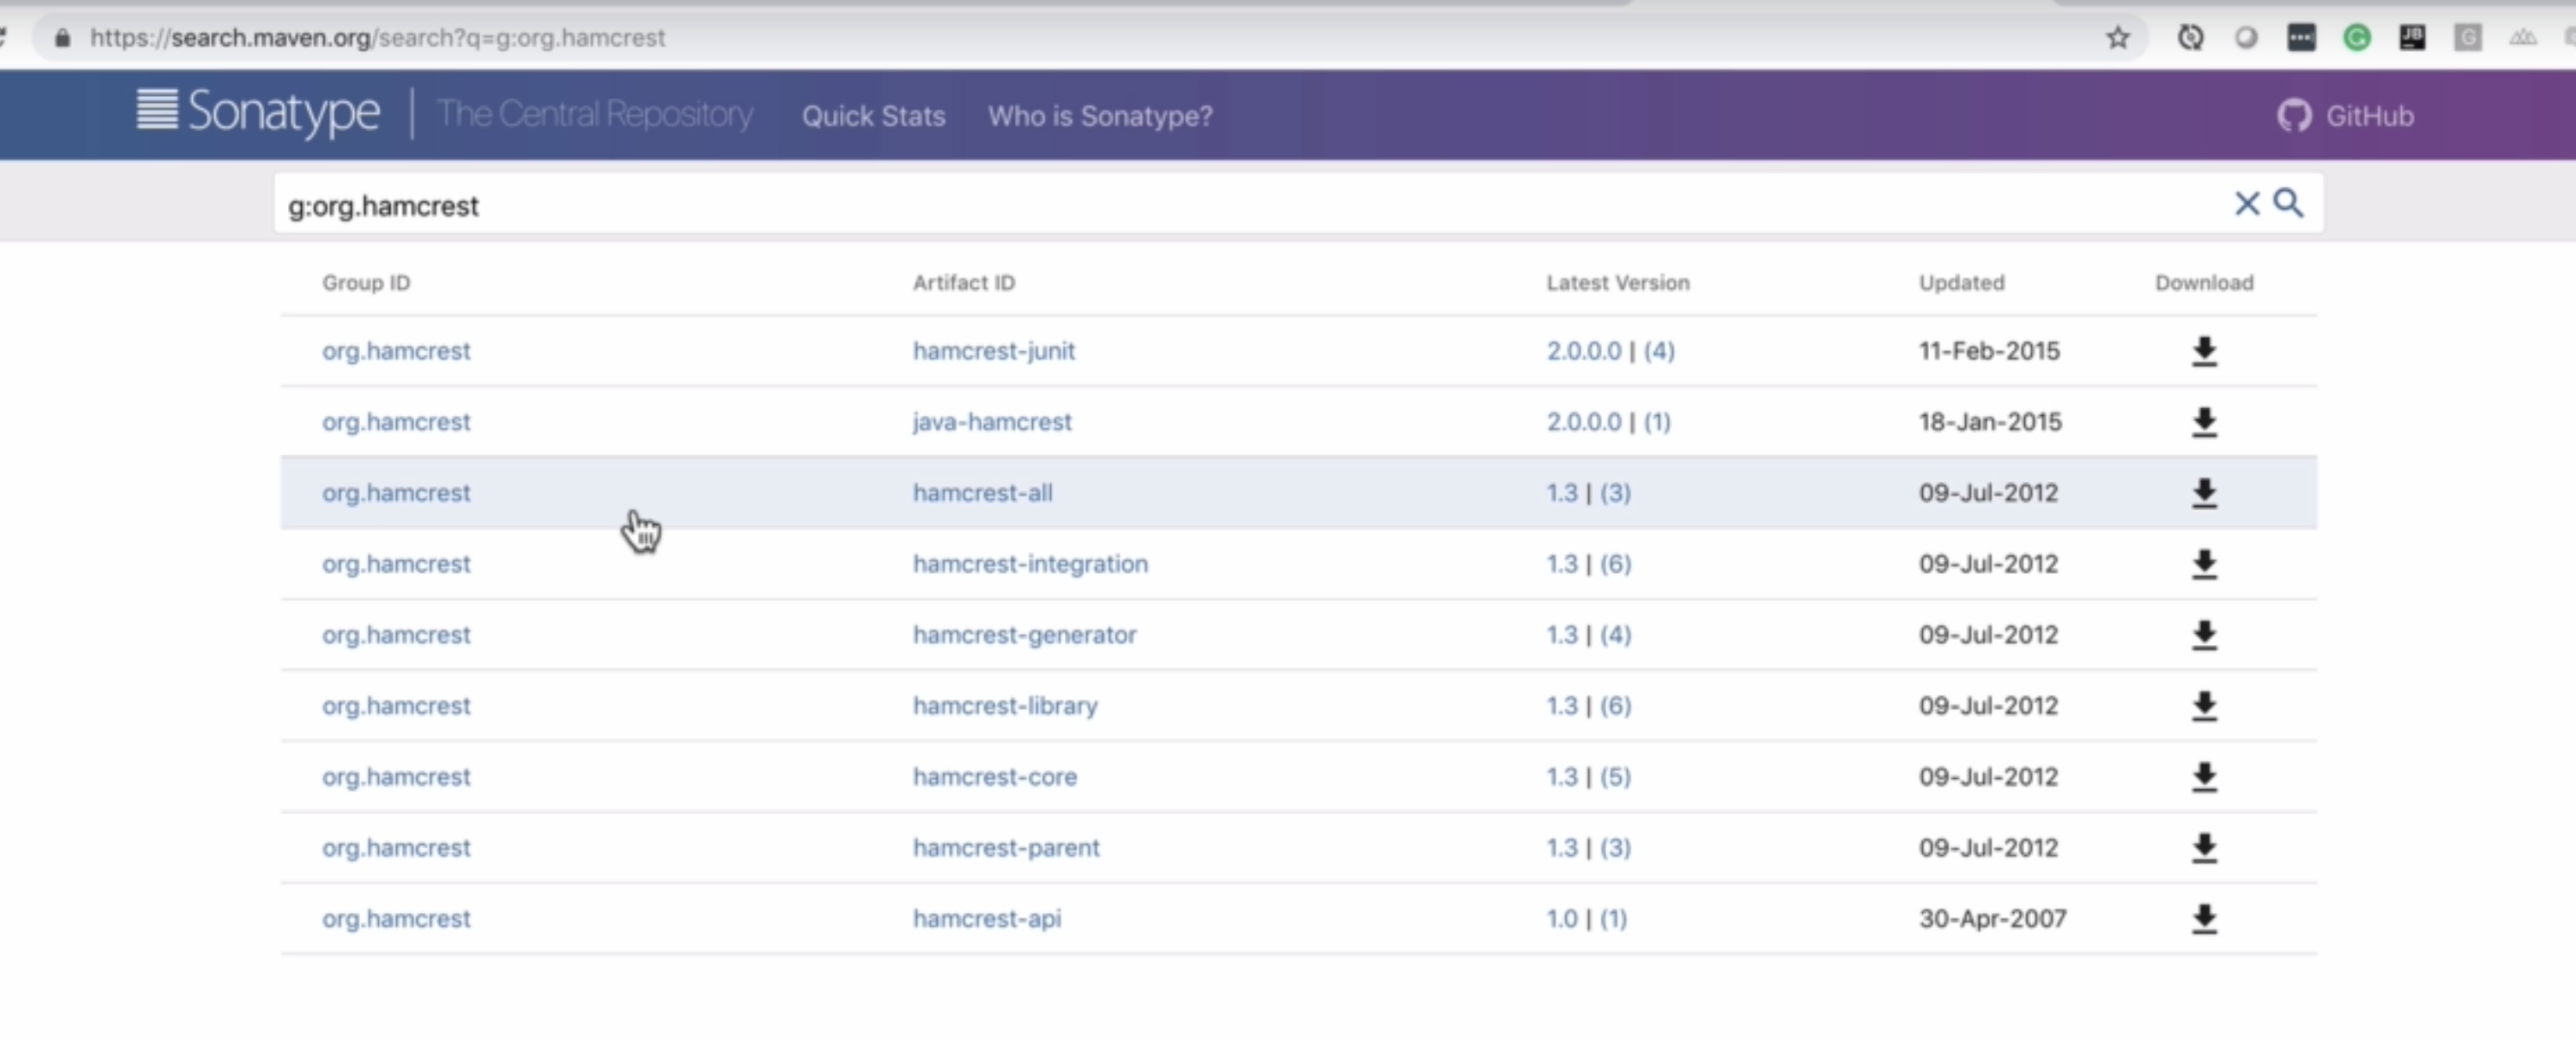 https://search.maven.org/search?q=g:org.hamcrest
Sonatype | The Central Repository Quick Stats Who is Sonatype? GitHub
g:org.hamcrest
Group ID Artifact ID Latest Version Updated Download
org.hamcrest hamcrest-junit 2.0.0.0 | (4) 11-Feb-2015
org.hamcrest java-hamcrest 2.0.0.0 | (1) 18-Jan-2015
org.hamcrest hamcrest-all 1.3 | (3) 09-Jul-2012
org.hamcrest hamcrest-integration 1.3 | (6) 09-Jul-2012
org.hamcrest hamcrest-generator 1.3 | (4) 09-Jul-2012
org.hamcrest hamcrest-library 1.3 | (6) 09-Jul-2012
org.hamcrest hamcrest-core 1.3 | (5) 09-Jul-2012
org.hamcrest hamcrest-parent 1.3 | (3) 09-Jul-2012
org.hamcrest hamcrest-api 1.0 | (1) 30-Apr-2007